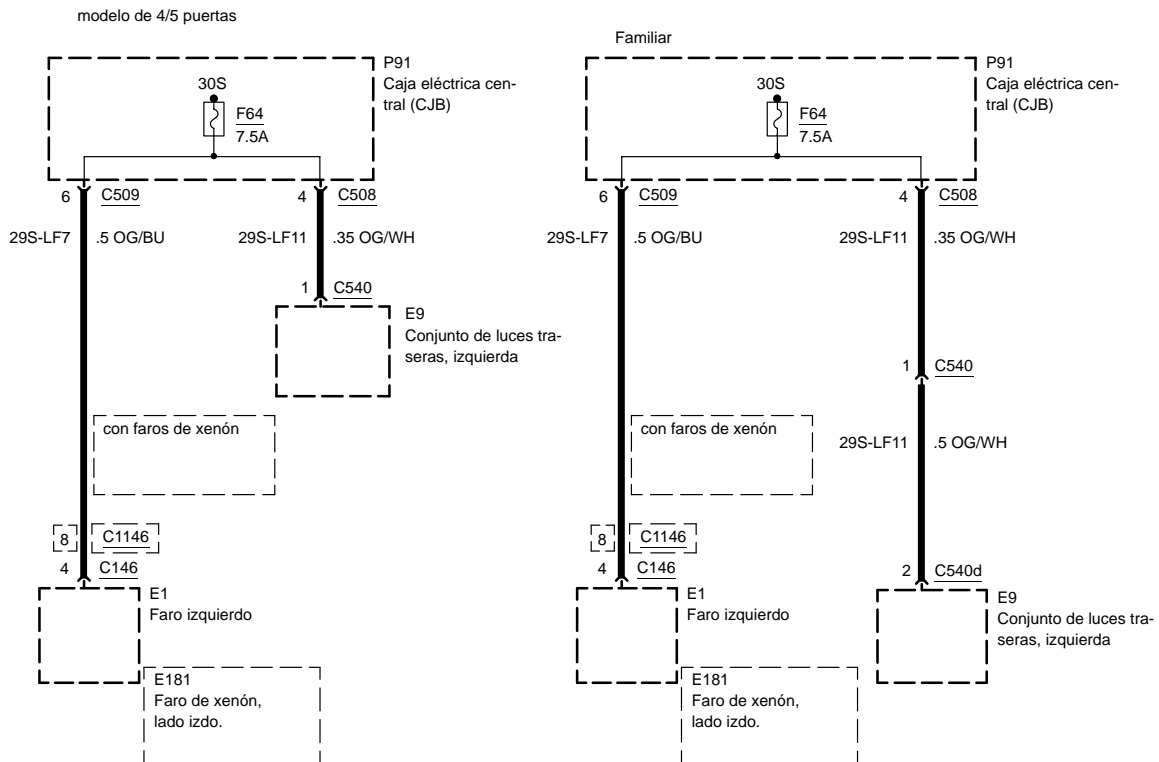 modelo de 4/5 puertas
P91
Caja eléctrica cen-
tral (CJB)
30S
F64
7.5A
6
C509
4
C508
29S-LF7
.5 OG/BU
29S-LF11
.35 OG/WH
1
C540
E9
Conjunto de luces tra-
seras, izquierda
con faros de xenón
8
C1146
4
C146
E1
Faro izquierdo
E181
Faro de xenón,
lado izdo.
Familiar
P91
Caja eléctrica cen-
tral (CJB)
30S
F64
7.5A
6
C509
4
C508
29S-LF7
.5 OG/BU
29S-LF11
.35 OG/WH
1
C540
con faros de xenón
29S-LF11
.5 OG/WH
8
C1146
4
C146
2
C540d
E1
Faro izquierdo
E9
Conjunto de luces tra-
seras, izquierda
E181
Faro de xenón,
lado izdo.